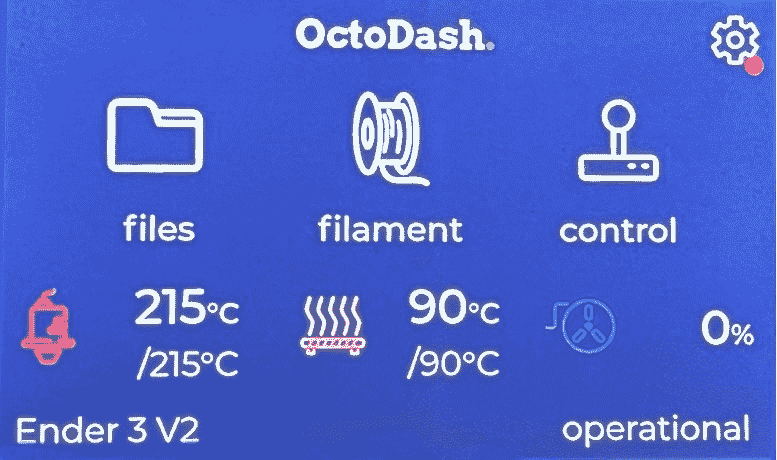 OctoDash.
files filament control
215°C 90°C 0%
/215°C /90°C
Ender 3 V2 operational